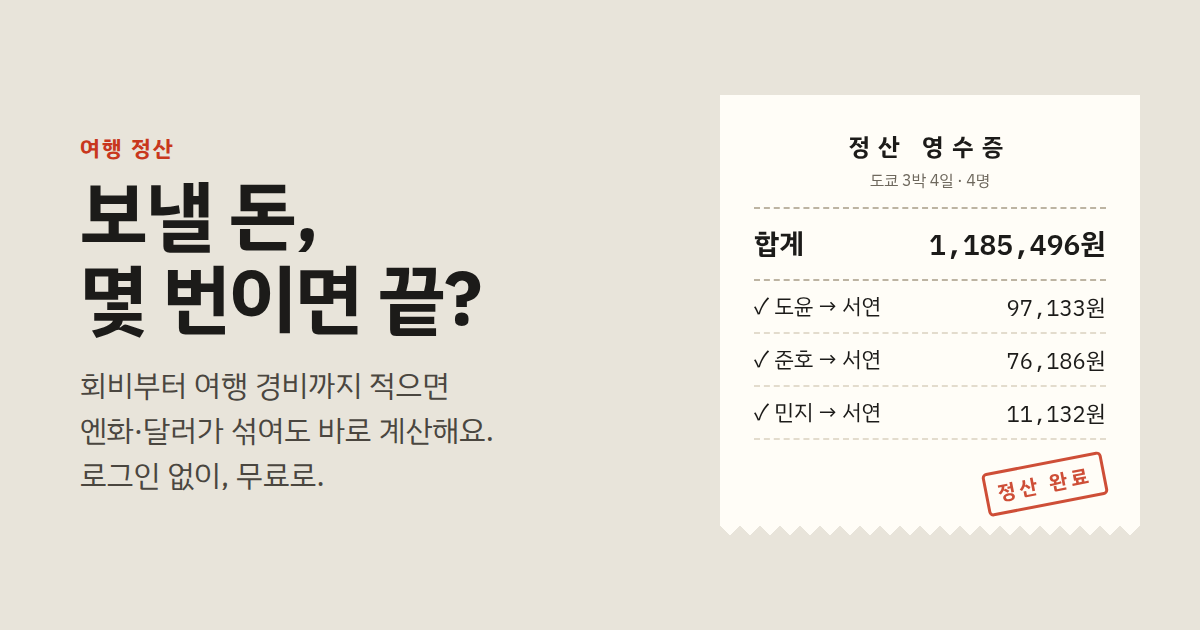 여행 정산
보낼 돈,
몇 번이면 끝?
회비부터 여행 경비까지 적으면
엔화·달러가 섞여도 바로 계산해요.
로그인 없이, 무료로.
정산 영수증
도쿄 3박 4일 · 4명
합계 1,185,496원
✓ 도윤 → 서연 97,133원
✓ 준호 → 서연 76,186원
✓ 민지 → 서연 11,132원
정산 완료